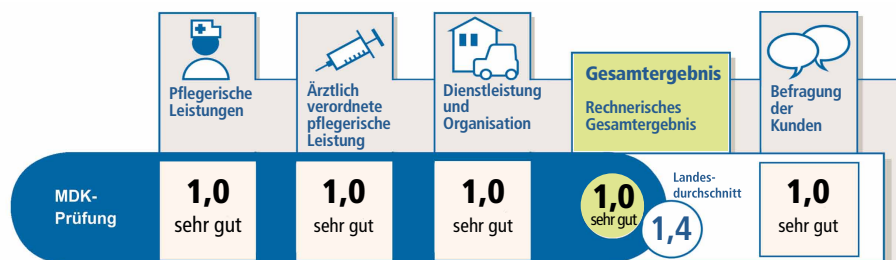 Pflegerische
Leistungen
Ärztlich
verordnete
pflegerische
Leistung
Dienstleistung
und
Organisation
Gesamtergebnis
Rechnerisches
Gesamtergebnis
Befragung
der
Kunden
MDK-
Prüfung
1,0
sehr gut
1,0
sehr gut
1,0
sehr gut
1,0
sehr gut
Landes-
durchschnitt
1,4
1,0
sehr gut